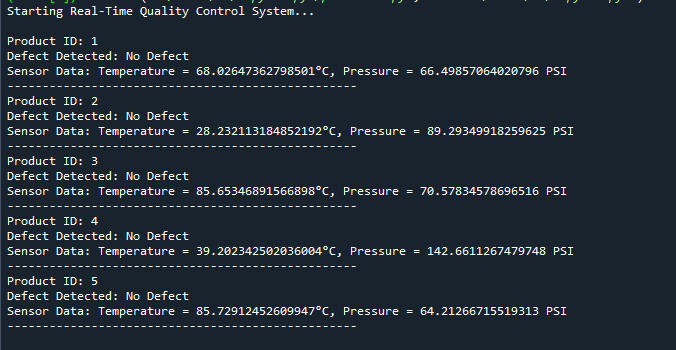 Starting Real-Time Quality Control System...
Product ID: 1
Defect Detected: No Defect
Sensor Data: Temperature = 68.02647362798501°C, Pressure = 66.49857064020796 PSI
--------------------------------------------------
Product ID: 2
Defect Detected: No Defect
Sensor Data: Temperature = 28.232113184852192°C, Pressure = 89.29349918259625 PSI
--------------------------------------------------
Product ID: 3
Defect Detected: No Defect
Sensor Data: Temperature = 85.65346891566898°C, Pressure = 70.57834578696516 PSI
--------------------------------------------------
Product ID: 4
Defect Detected: No Defect
Sensor Data: Temperature = 39.202342502036004°C, Pressure = 142.6611267479748 PSI
--------------------------------------------------
Product ID: 5
Defect Detected: No Defect
Sensor Data: Temperature = 85.72912452609947°C, Pressure = 64.21266715519313 PSI
--------------------------------------------------